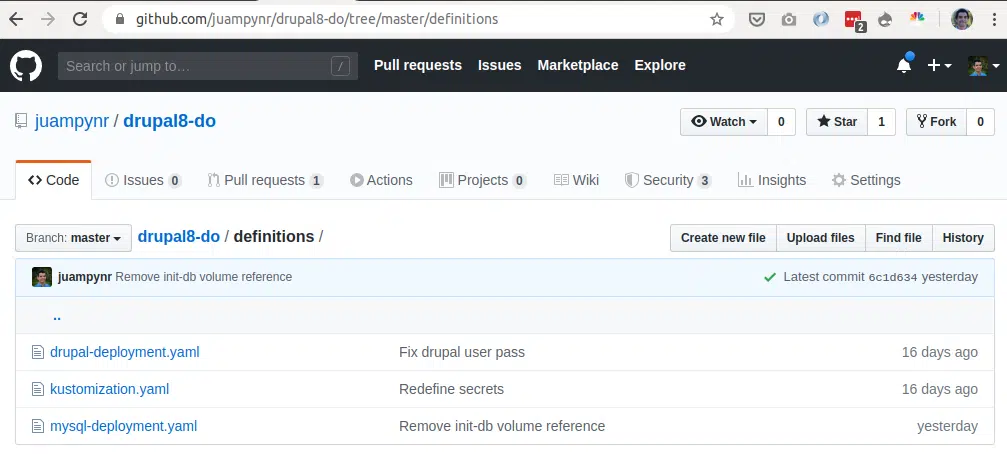 github.com/juampynr/drupal8-do/tree/master/definitions
2
Search or jump to… /
Pull requests Issues Marketplace Explore
juampynr / drupal8-do
Watch 0 Star 1 Fork 0
Code Issues 0 Pull requests 1 Actions Projects 0 Wiki Security 3 Insights Settings
Branch: master drupal8-do / definitions /
Create new file Upload files Find file History
juampynr Remove init-db volume reference Latest commit 6c1d634 yesterday
..
drupal-deployment.yaml Fix drupal user pass 16 days ago
kustomization.yaml Redefine secrets 16 days ago
mysql-deployment.yaml Remove init-db volume reference yesterday